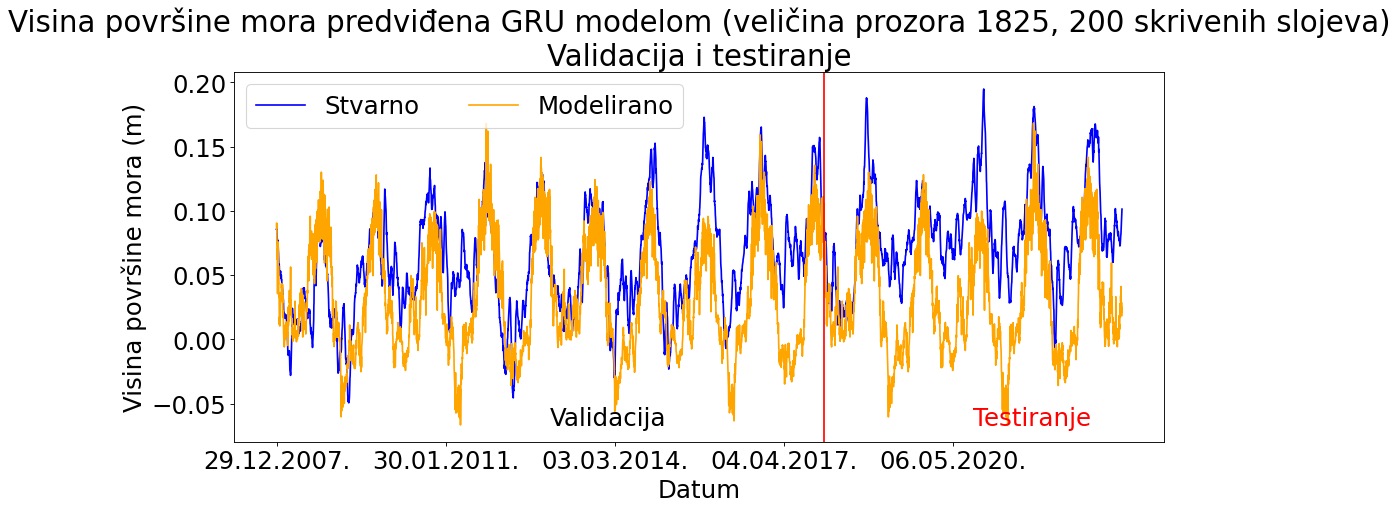 Visina površine mora predviđena GRU modelom (veličina prozora 1825, 200 skrivenih slojeva)
Validacija i testiranje
Stvarno
Modelirano
0.20
0.15
0.10
0.05
0.00
−0.05
Visina površine mora (m)
Validacija
Testiranje
29.12.2007.
30.01.2011.
03.03.2014.
04.04.2017.
06.05.2020.
Datum